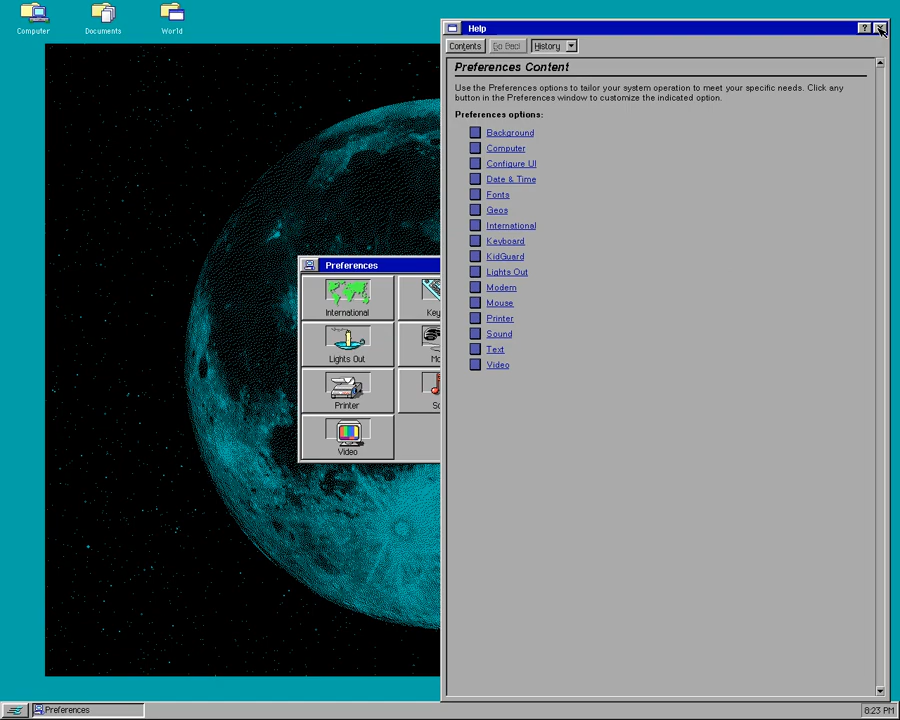 Computer
Documents
World
Help
?
Contents
History
Preferences Content
Use the Preferences options to tailor your system operation to meet your specific needs. Click any
button in the Preferences window to customize the indicated option.
Preferences options:
Background
Computer
Configure UI
Date & Time
Fonts
Geos
International
Keyboard
KidGuard
Lights Out
Modem
Mouse
Printer
Sound
Text
Video
Preferences
International
Key
Lights Out
Mo
Printer
So
Video
Preferences
8:23 PM